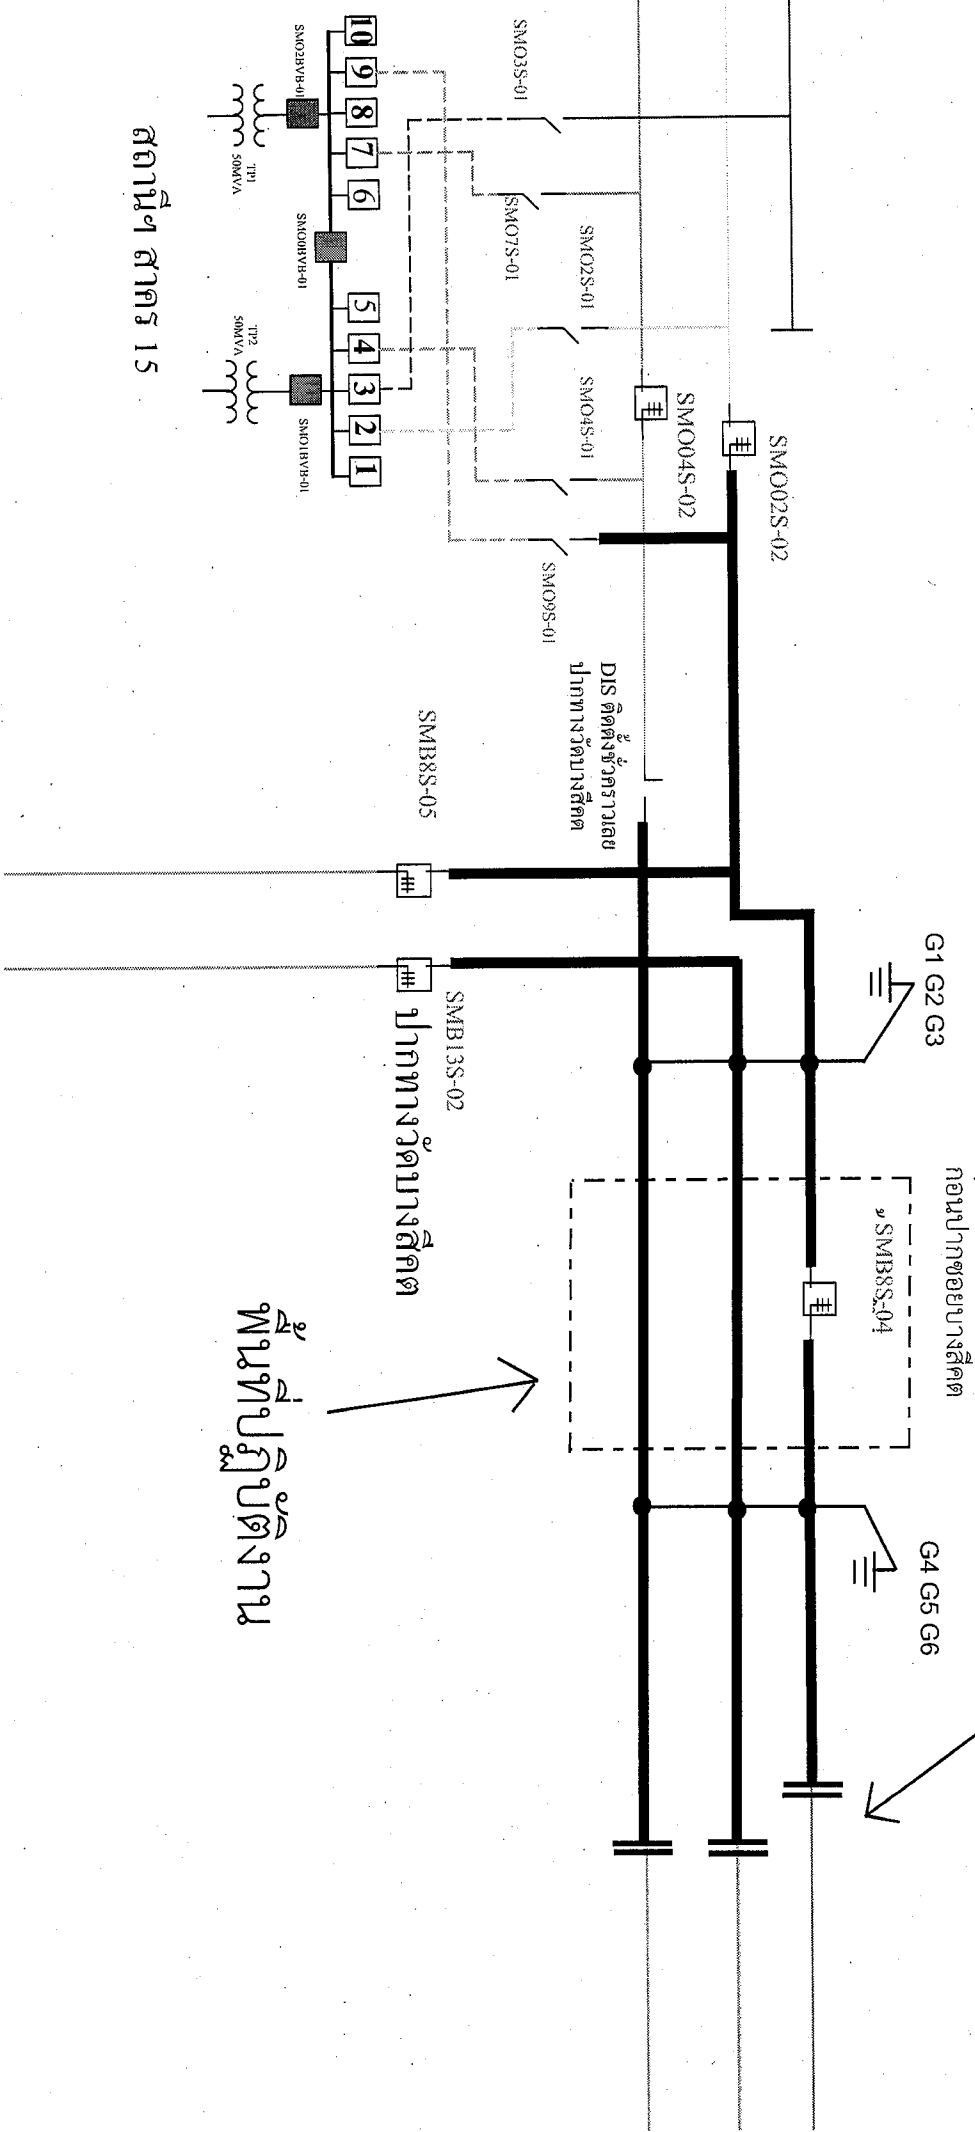 G1 G2 G3
G4 G5 G6
ก่อนปากซอยบางสีคต
SMB8S-04
SMO02S-02
SMO04S-02
SMO3S-01
SMO7S-01
SMO2S-01
SMO4S-01
SMO9S-01
DIS ติดตั้งชั่วคราวเลย
ปากทางวัดบางสีคต
SMB8S-05
SMB13S-02
ปากทางวัดบางสีคต
พื้นที่ปฏิบัติงาน
10 9 8 7 6 5 4 3 2 1
SMO2BVB-01
SMO0BVB-01
SMO1BVB-01
TP1
50MVA
TP2
50MVA
สถานีฯ สาคร 15